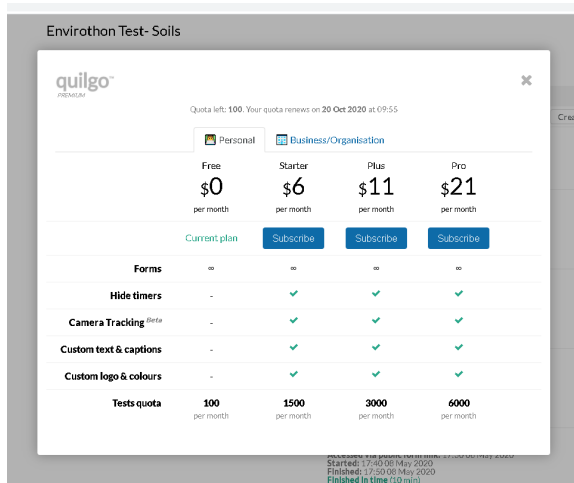 Envirothon Test- Soils
quilgo™
PREMIUM
Quota left: 100. Your quota renews on 20 Oct 2020 at 09:55
Personal Business/Organisation
Free Starter Plus Pro
$0 $6 $11 $21
per month per month per month per month
Current plan Subscribe Subscribe Subscribe
Forms ∞ ∞ ∞ ∞
Hide timers - ✔ ✔ ✔
Camera Tracking Beta - ✔ ✔ ✔
Custom text & captions - ✔ ✔ ✔
Custom logo & colours - ✔ ✔ ✔
Tests quota 100 1500 3000 6000
per month per month per month per month
Started: 17:40 08 May 2020
Finished: 17:50 08 May 2020
Finished in time (10 min)